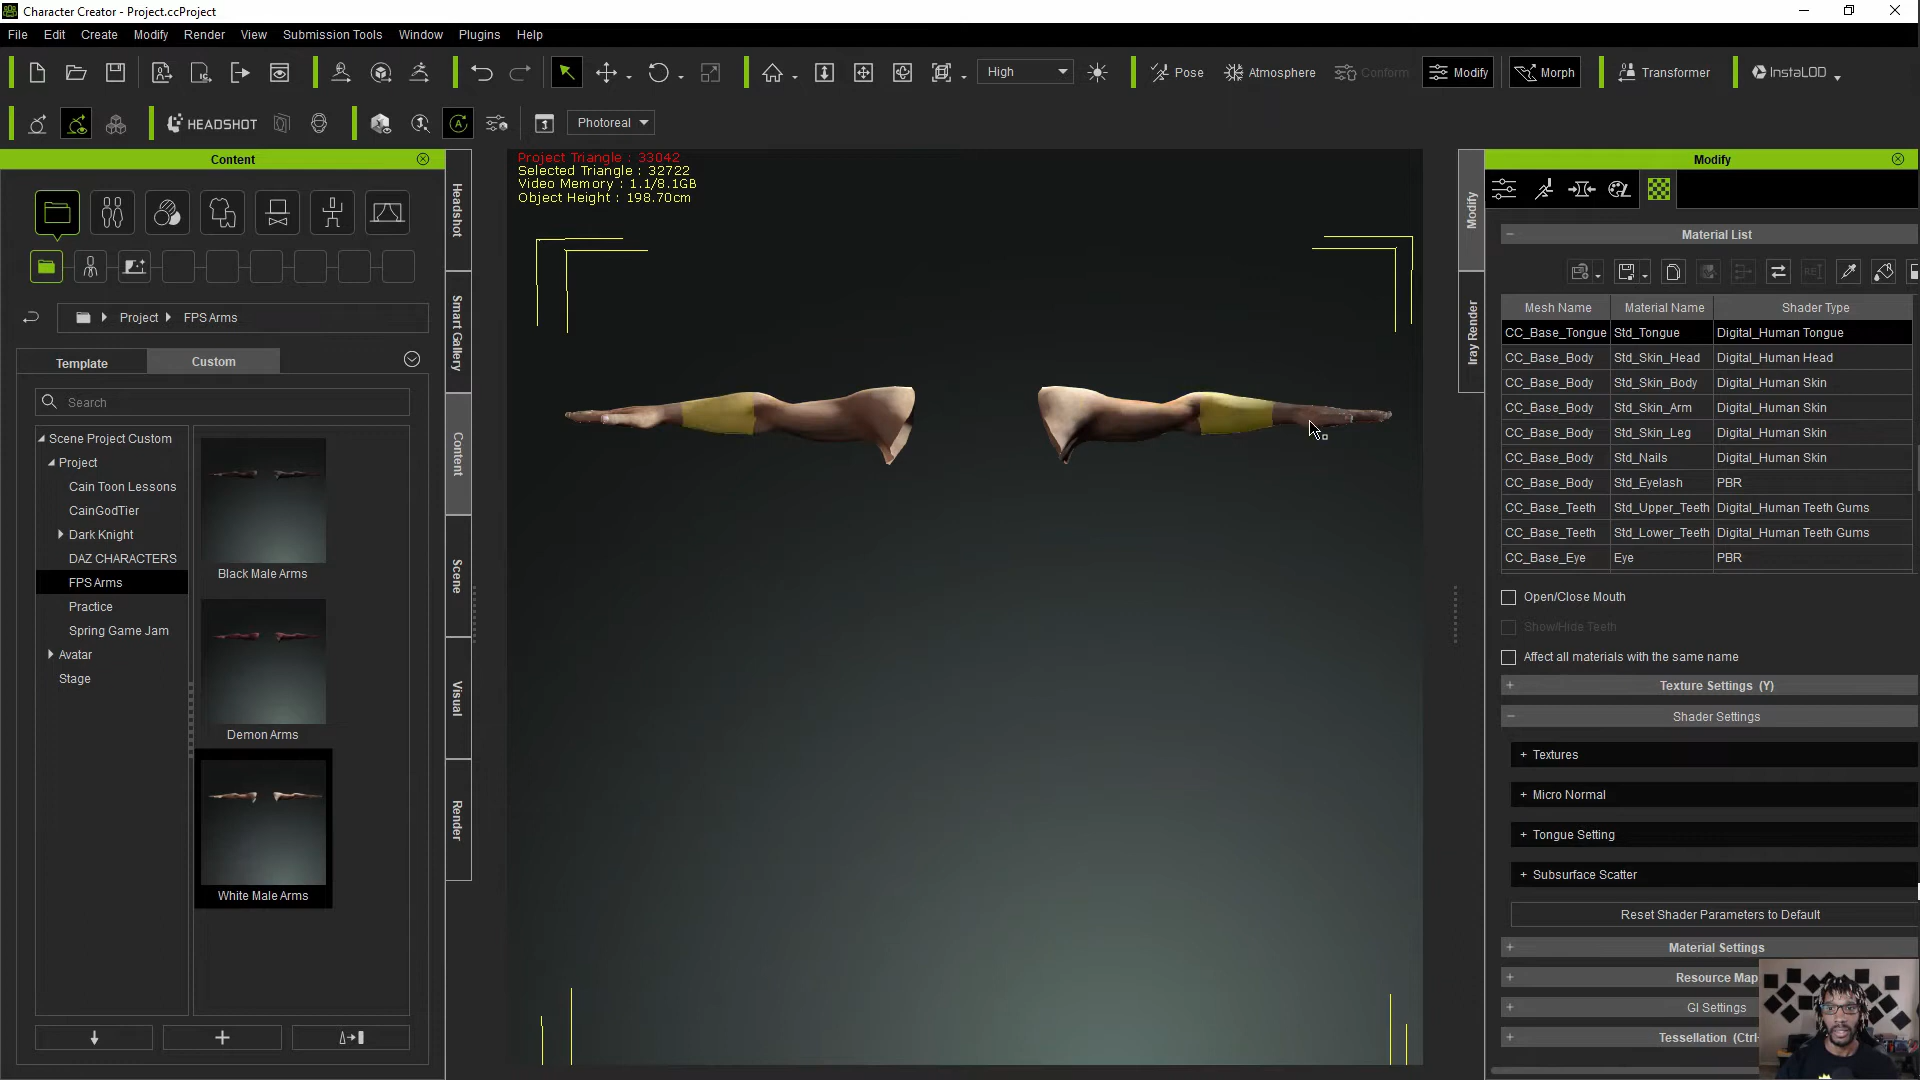 Character Creator - Project.ccProject
File Edit Create Modify Render View Submission Tools Window Plugins Help
High Pose Atmosphere Conform Modify Morph Transformer InstaLOD
HEADSHOT Photoreal
Content
Project FPS Arms
Template Custom
Search
Scene Project Custom
Project
Cain Toon Lessons
CainGodTier
Dark Knight
DAZ CHARACTERS
FPS Arms
Practice
Spring Game Jam
Avatar
Stage
Black Male Arms
Demon Arms
White Male Arms
Headshot
Smart Gallery
Content
Scene
Visual
Render
Project Triangle : 33042
Selected Triangle : 32722
Video Memory : 1.1/8.1GB
Object Height : 198.70cm
Modify
Iray Render
Modify
Material List
Mesh Name Material Name Shader Type
CC_Base_Tongue Std_Tongue Digital_Human Tongue
CC_Base_Body Std_Skin_Head Digital_Human Head
CC_Base_Body Std_Skin_Body Digital_Human Skin
CC_Base_Body Std_Skin_Arm Digital_Human Skin
CC_Base_Body Std_Skin_Leg Digital_Human Skin
CC_Base_Body Std_Nails Digital_Human Skin
CC_Base_Body Std_Eyelash PBR
CC_Base_Teeth Std_Upper_Teeth Digital_Human Teeth Gums
CC_Base_Teeth Std_Lower_Teeth Digital_Human Teeth Gums
CC_Base_Eye Eye PBR
Open/Close Mouth
Show/Hide Teeth
Affect all materials with the same name
Texture Settings (Y)
Shader Settings
+ Textures
+ Micro Normal
+ Tongue Setting
+ Subsurface Scatter
Reset Shader Parameters to Default
Material Settings
Resource Map
GI Settings
Tessellation (Ctrl